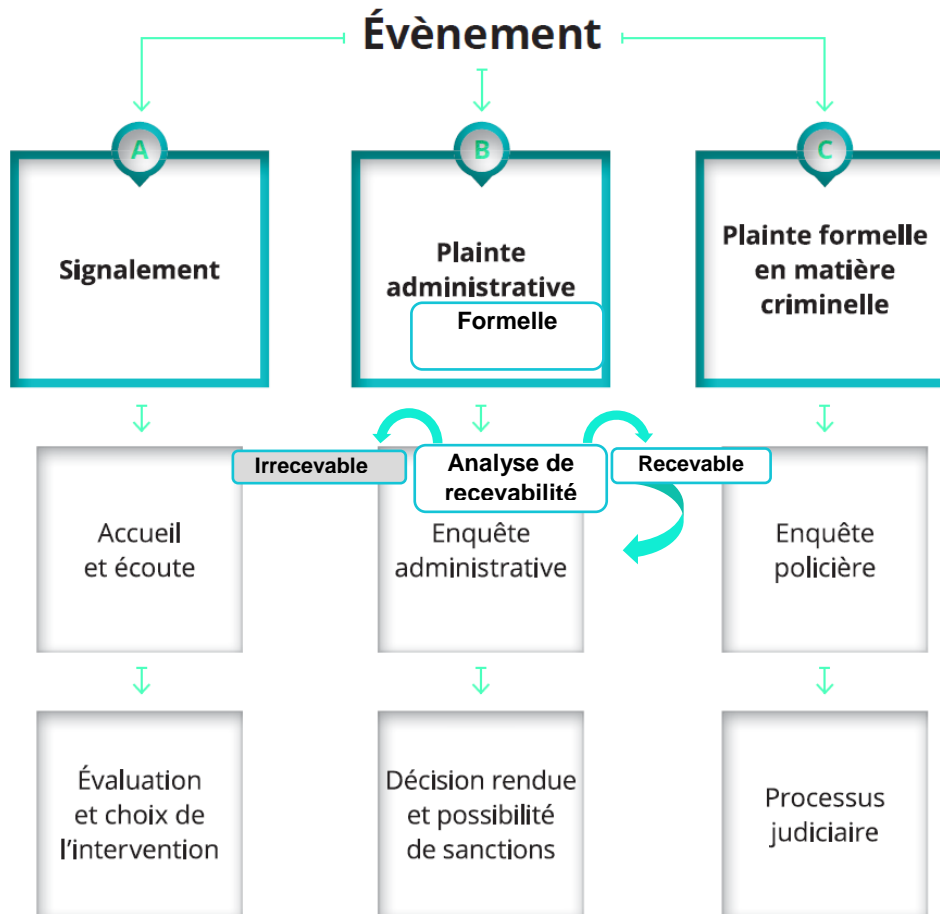 Évènement
A
Signalement
Accueil
et écoute
Évaluation
et choix de
l'intervention
B
Plainte
administrative
Formelle
Irrecevable
Analyse de
recevabilité
Recevable
Enquête
administrative
Décision rendue
et possibilité
de sanctions
C
Plainte formelle
en matière
criminelle
Enquête
policière
Processus
judiciaire